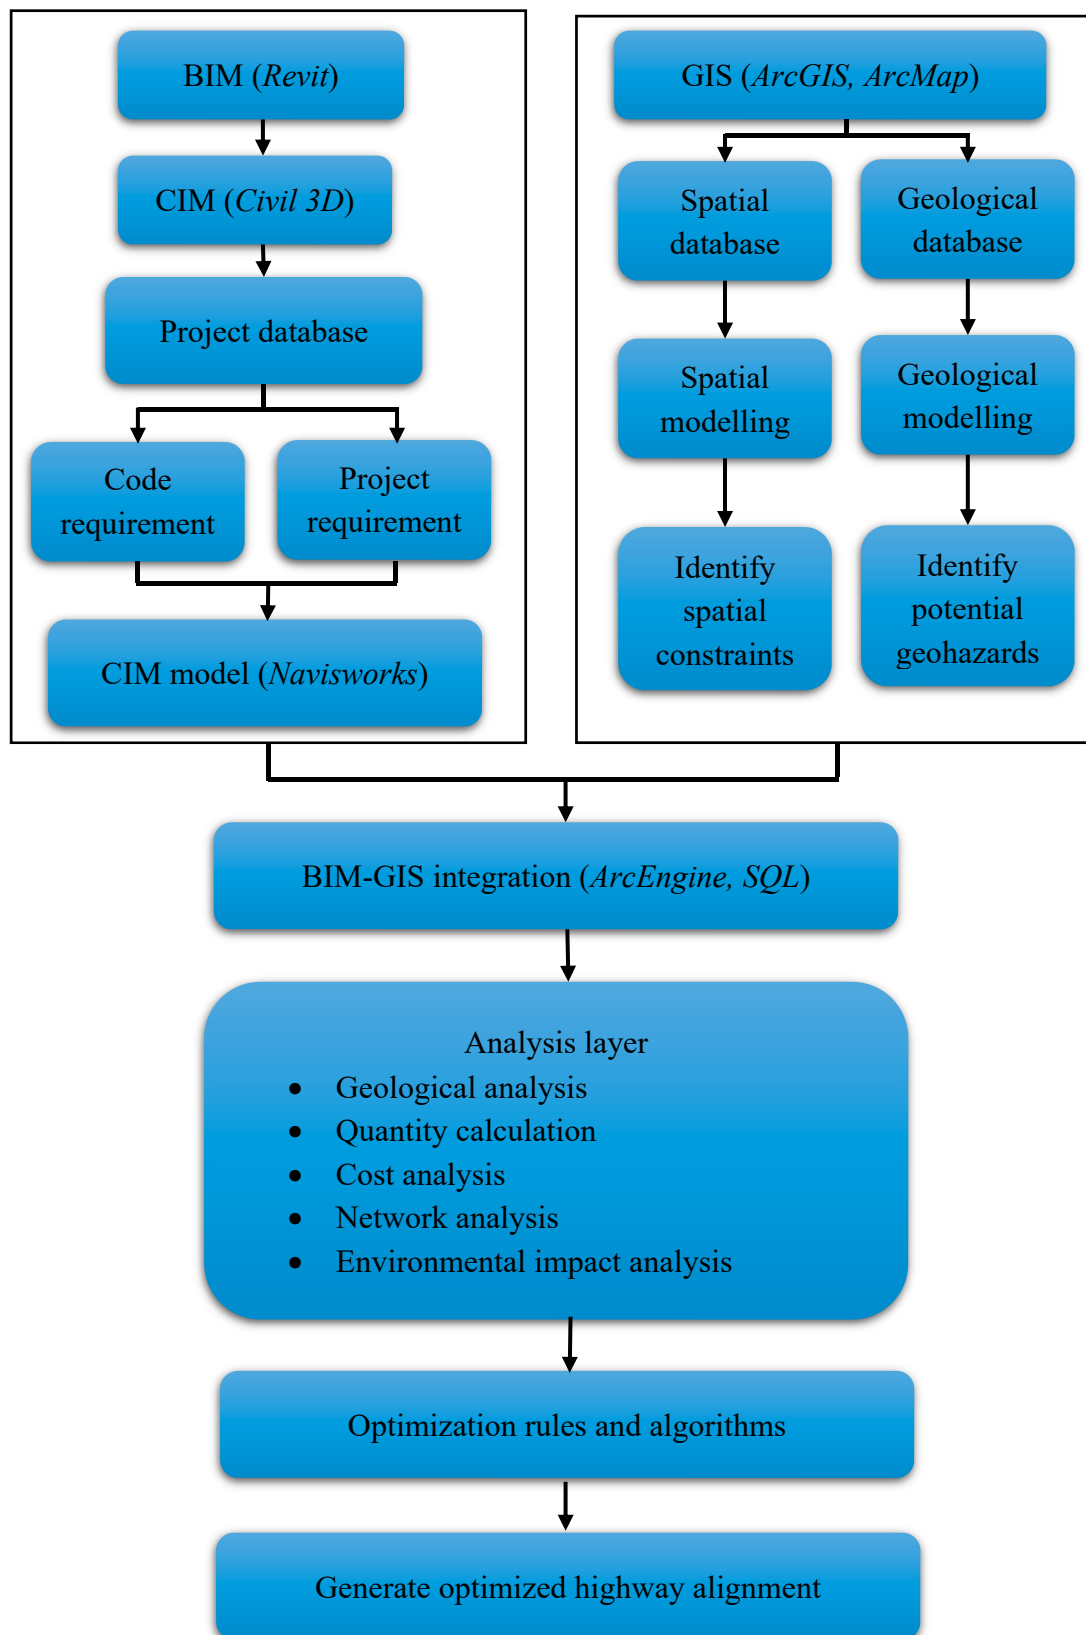 BIM (Revit)
CIM (Civil 3D)
Project database
Code
requirement
Project
requirement
CIM model (Navisworks)
GIS (ArcGIS, ArcMap)
Spatial
database
Geological
database
Spatial
modelling
Geological
modelling
Identify
spatial
constraints
Identify
potential
geohazards
BIM-GIS integration (ArcEngine, SQL)
Analysis layer
• Geological analysis
• Quantity calculation
• Cost analysis
• Network analysis
• Environmental impact analysis
Optimization rules and algorithms
Generate optimized highway alignment